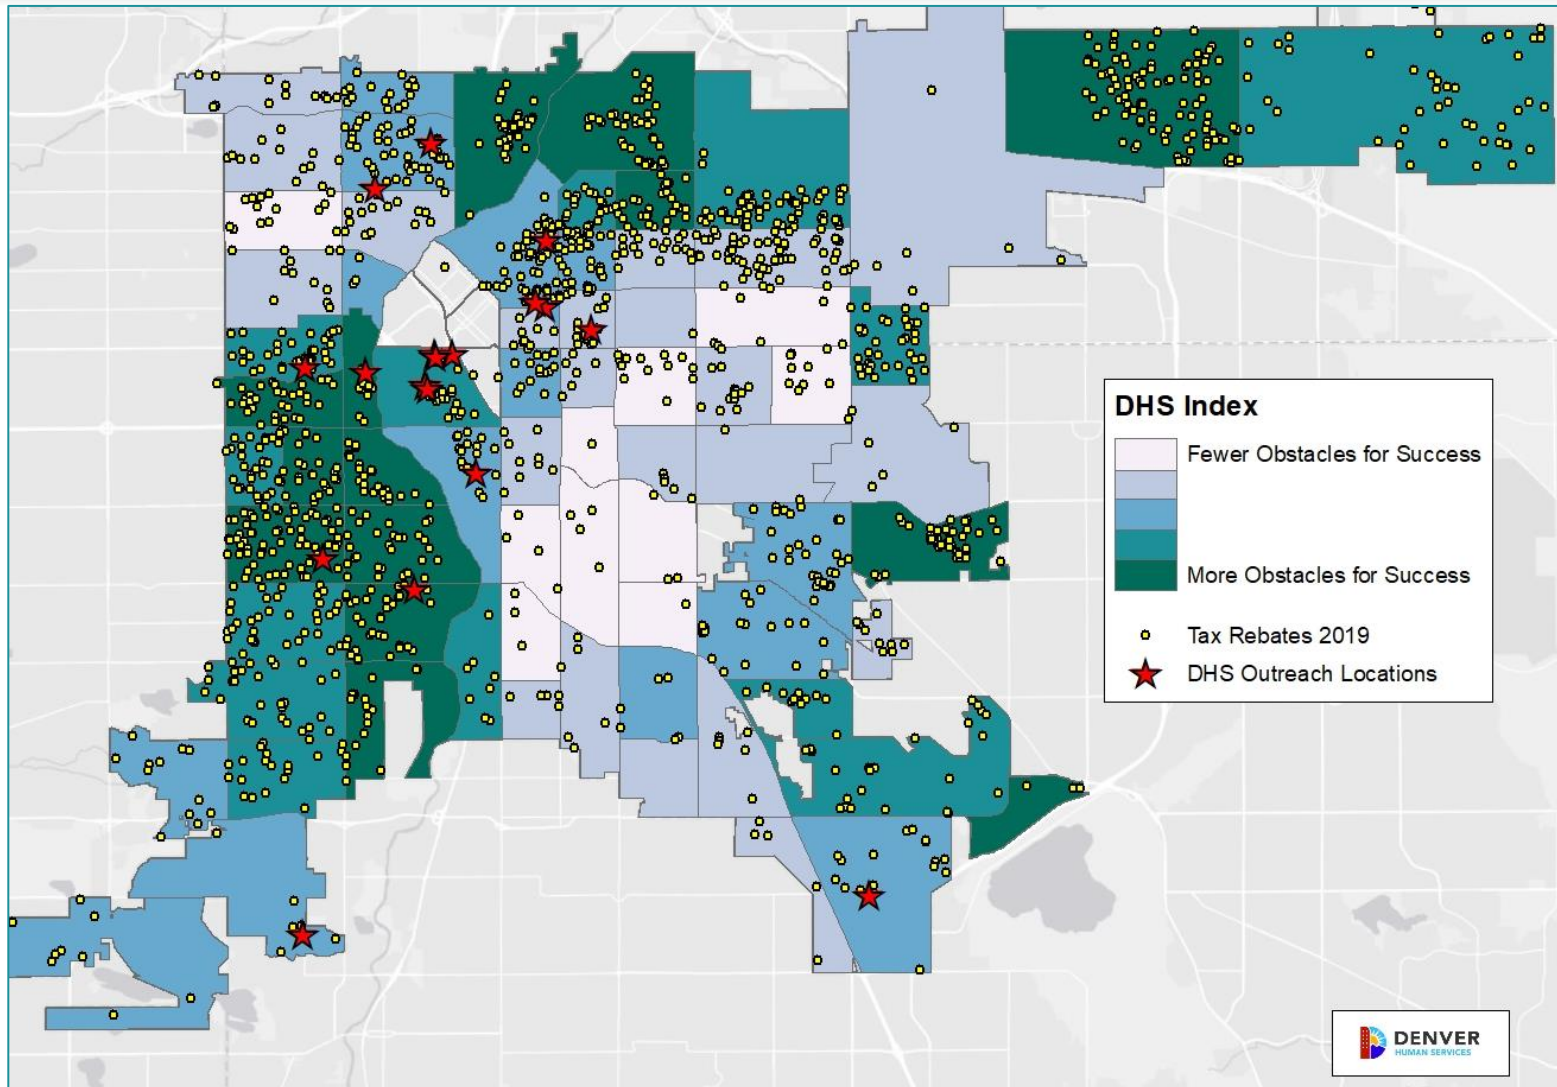 DHS Index
Fewer Obstacles for Success
More Obstacles for Success
Tax Rebates 2019
DHS Outreach Locations
DENVER
HUMAN SERVICES